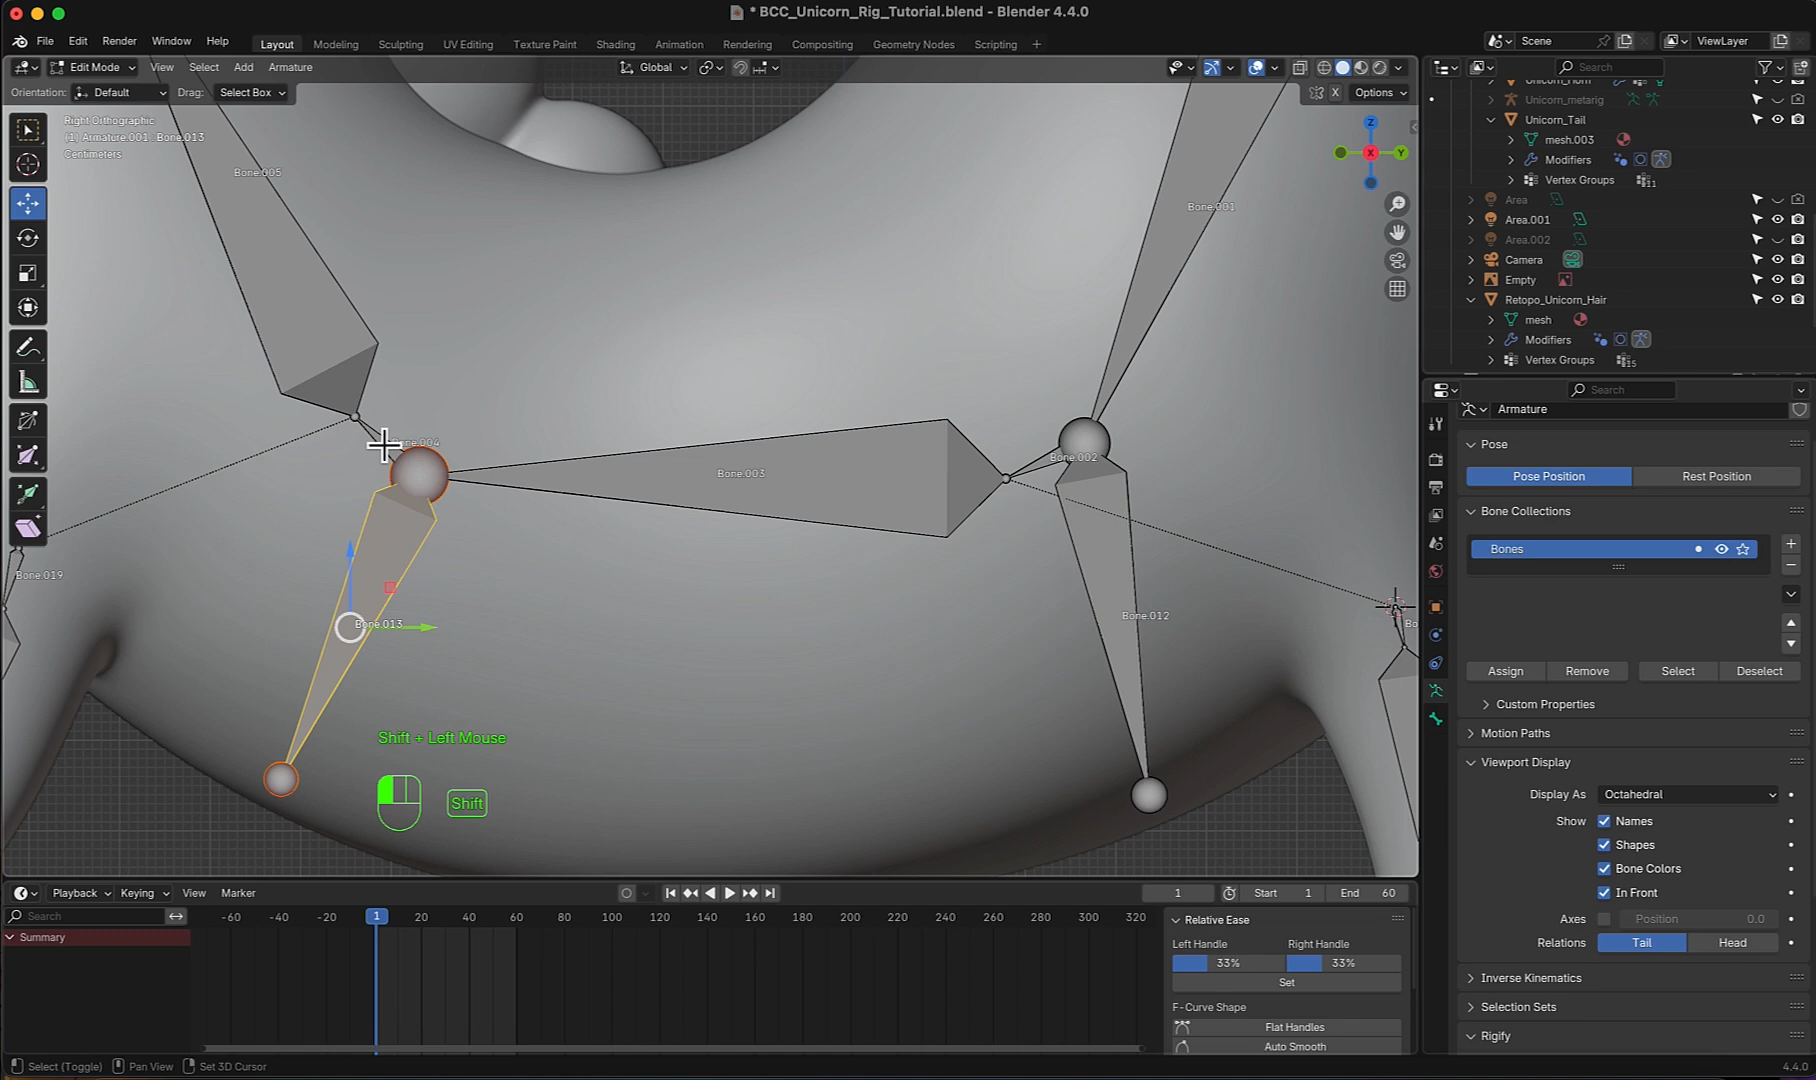 * BCC_Unicorn_Rig_Tutorial.blend - Blender 4.4.0
File Edit Render Window Help
Layout Modeling Sculpting UV Editing Texture Paint Shading Animation Rendering Compositing Geometry Nodes Scripting +
Scene
ViewLayer
Edit Mode View Select Add Armature
Global
Orientation: Default Drag: Select Box
X Options
Search
Right Orthographic
(1) Armature.001 : Bone.013
Centimeters
Z
X
Y
Bone.005
Bone.001
Bone.004
Bone.003
Bone.002
Bone.019
Bone.013
Bone.012
Bo
Shift + Left Mouse
Shift
Unicorn_Horn
Unicorn_metarig
Unicorn_Tail
mesh.003
Modifiers
Vertex Groups
11
Area
Area.001
Area.002
Camera
Empty
Retopo_Unicorn_Hair
mesh
Modifiers
Vertex Groups
15
Search
Armature
Pose
Pose Position Rest Position
Bone Collections
Bones
Assign Remove Select Deselect
Custom Properties
Motion Paths
Viewport Display
Display As Octahedral
Show Names
Shapes
Bone Colors
In Front
Axes Position 0.0
Relations Tail Head
Inverse Kinematics
Selection Sets
Rigify
Playback Keying View Marker
1 Start 1 End 60
Search
-60 -40 -20 1 20 40 60 80 100 120 140 160 180 200 220 240 260 280 300 320
Summary
Relative Ease
Left Handle Right Handle
33% 33%
Set
F-Curve Shape
Flat Handles
Auto Smooth
Select (Toggle) Pan View Set 3D Cursor
4.4.0